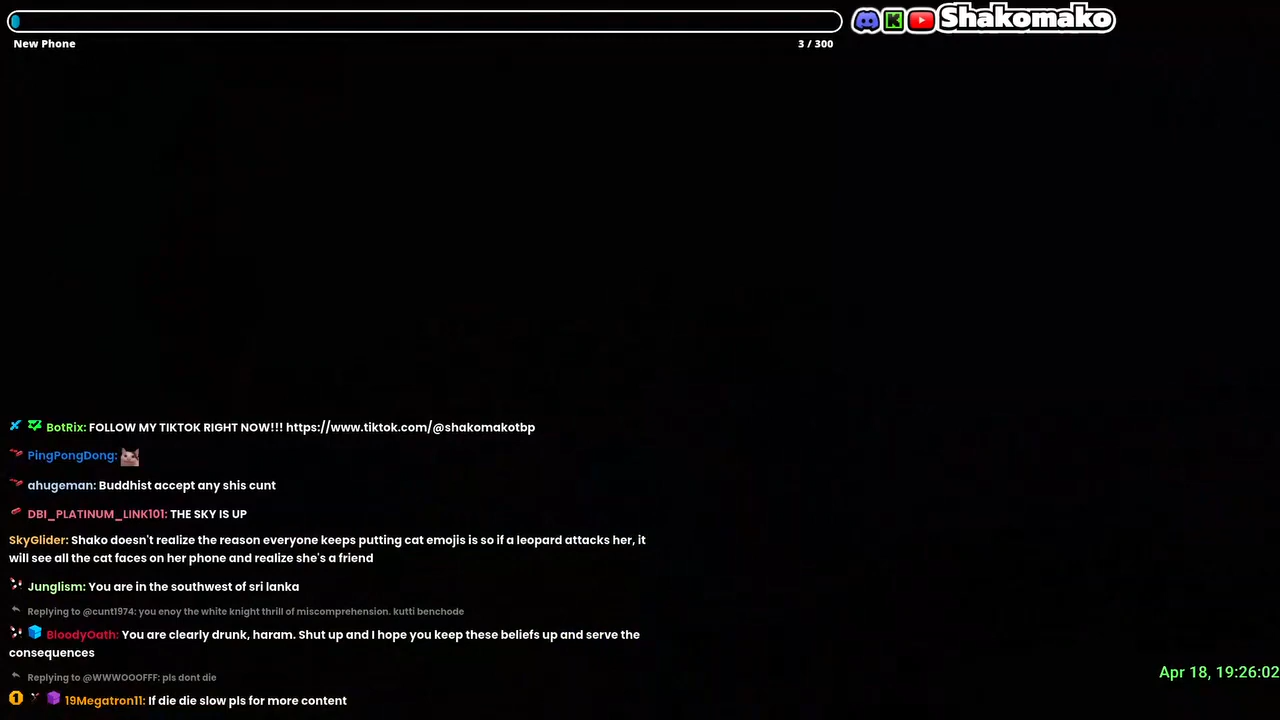 Shakomako
New Phone
3 / 300
BotRix: FOLLOW MY TIKTOK RIGHT NOW!!! https://www.tiktok.com/@shakomakotbp
PingPongDong:
ahugeman: Buddhist accept any shis cunt
DBI_PLATINUM_LINK101: THE SKY IS UP
SkyGlider: Shako doesn't realize the reason everyone keeps putting cat emojis is so if a leopard attacks her, it
will see all the cat faces on her phone and realize she's a friend
Junglism: You are in the southwest of sri lanka
Replying to @cunt1974: you enoy the white knight thrill of miscomprehension. kutti benchode
BloodyOath: You are clearly drunk, haram. Shut up and I hope you keep these beliefs up and serve the
consequences
Replying to @WWWOOOFFF: pls dont die
19Megatron11: If die die slow pls for more content
Apr 18, 19:26:02